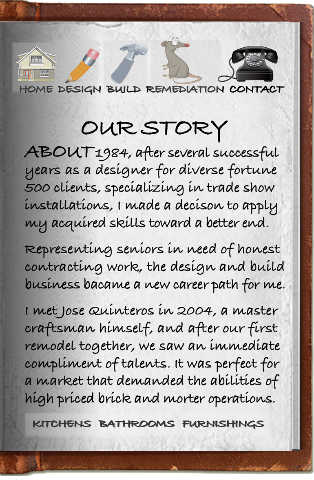 HOME DESIGN BUILD REMEDIATION CONTACT
OUR STORY
ABOUT 1984, after several successful
years as a designer for diverse fortune
500 clients, specializing in trade show
installations, I made a decison to apply
my acquired skills toward a better end.
Representing seniors in need of honest
contracting work, the design and build
business bacame a new career path for me.
I met Jose Quinteros in 2004, a master
craftsman himself, and after our first
remodel together, we saw an immediate
compliment of talents. It was perfect for
a market that demanded the abilities of
high priced brick and morter operations.
KITCHENS BATHROOMS FURNISHINGS